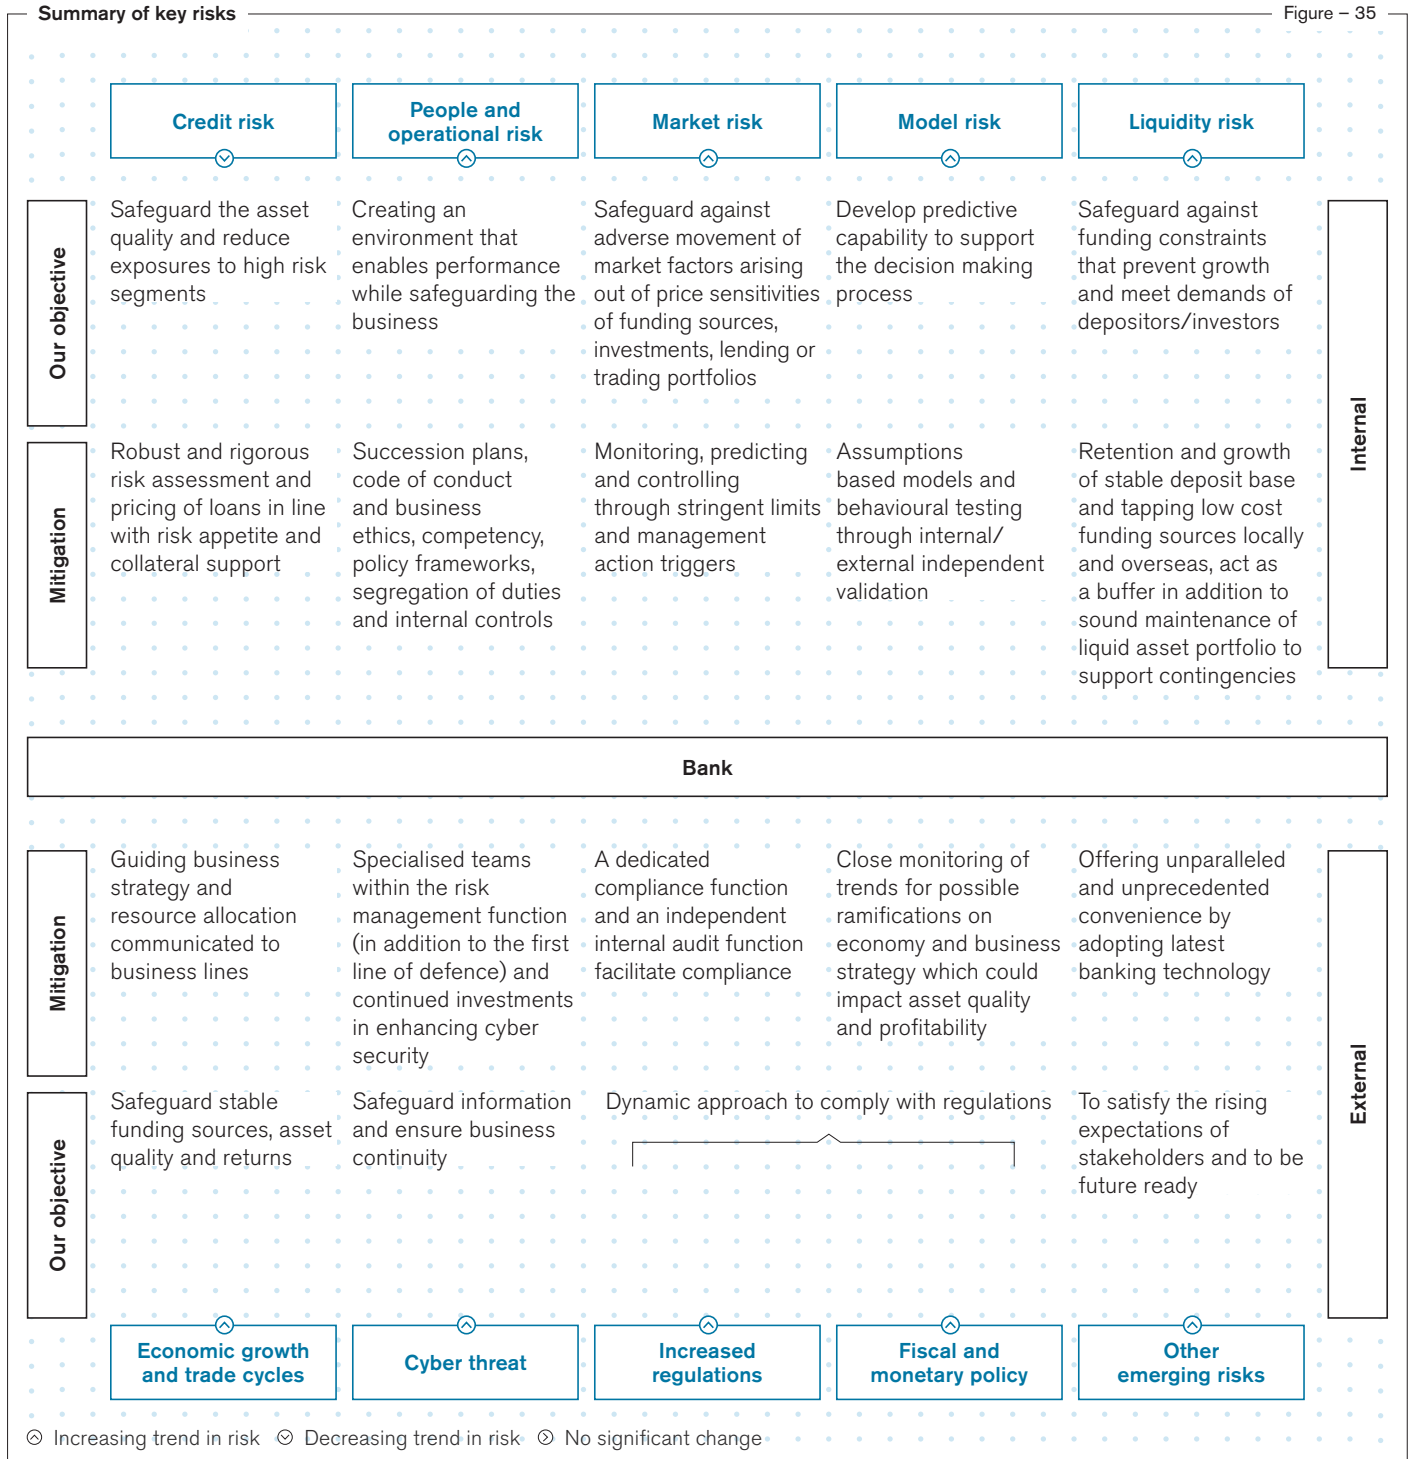 Summary of key risks
Figure – 35
Credit risk
People and
operational risk
Market risk
Model risk
Liquidity risk
Our objective
Safeguard the asset
quality and reduce
exposures to high risk
segments
Creating an
environment that
enables performance
while safeguarding the
business
Safeguard against
adverse movement of
market factors arising
out of price sensitivities
of funding sources,
investments, lending or
trading portfolios
Develop predictive
capability to support
the decision making
process
Safeguard against
funding constraints
that prevent growth
and meet demands of
depositors/investors
Internal
Mitigation
Robust and rigorous
risk assessment and
pricing of loans in line
with risk appetite and
collateral support
Succession plans,
code of conduct
and business
ethics, competency,
policy frameworks,
segregation of duties
and internal controls
Monitoring, predicting
and controlling
through stringent limits
and management
action triggers
Assumptions
based models and
behavioural testing
through internal/
external independent
validation
Retention and growth
of stable deposit base
and tapping low cost
funding sources locally
and overseas, act as
a buffer in addition to
sound maintenance of
liquid asset portfolio to
support contingencies
Bank
Mitigation
Guiding business
strategy and
resource allocation
communicated to
business lines
Specialised teams
within the risk
management function
(in addition to the first
line of defence) and
continued investments
in enhancing cyber
security
A dedicated
compliance function
and an independent
internal audit function
facilitate compliance
Close monitoring of
trends for possible
ramifications on
economy and business
strategy which could
impact asset quality
and profitability
Offering unparalleled
and unprecedented
convenience by
adopting latest
banking technology
External
Our objective
Safeguard stable
funding sources, asset
quality and returns
Safeguard information
and ensure business
continuity
Dynamic approach to comply with regulations
To satisfy the rising
expectations of
stakeholders and to be
future ready
Economic growth
and trade cycles
Cyber threat
Increased
regulations
Fiscal and
monetary policy
Other
emerging risks
Increasing trend in risk
Decreasing trend in risk
No significant change